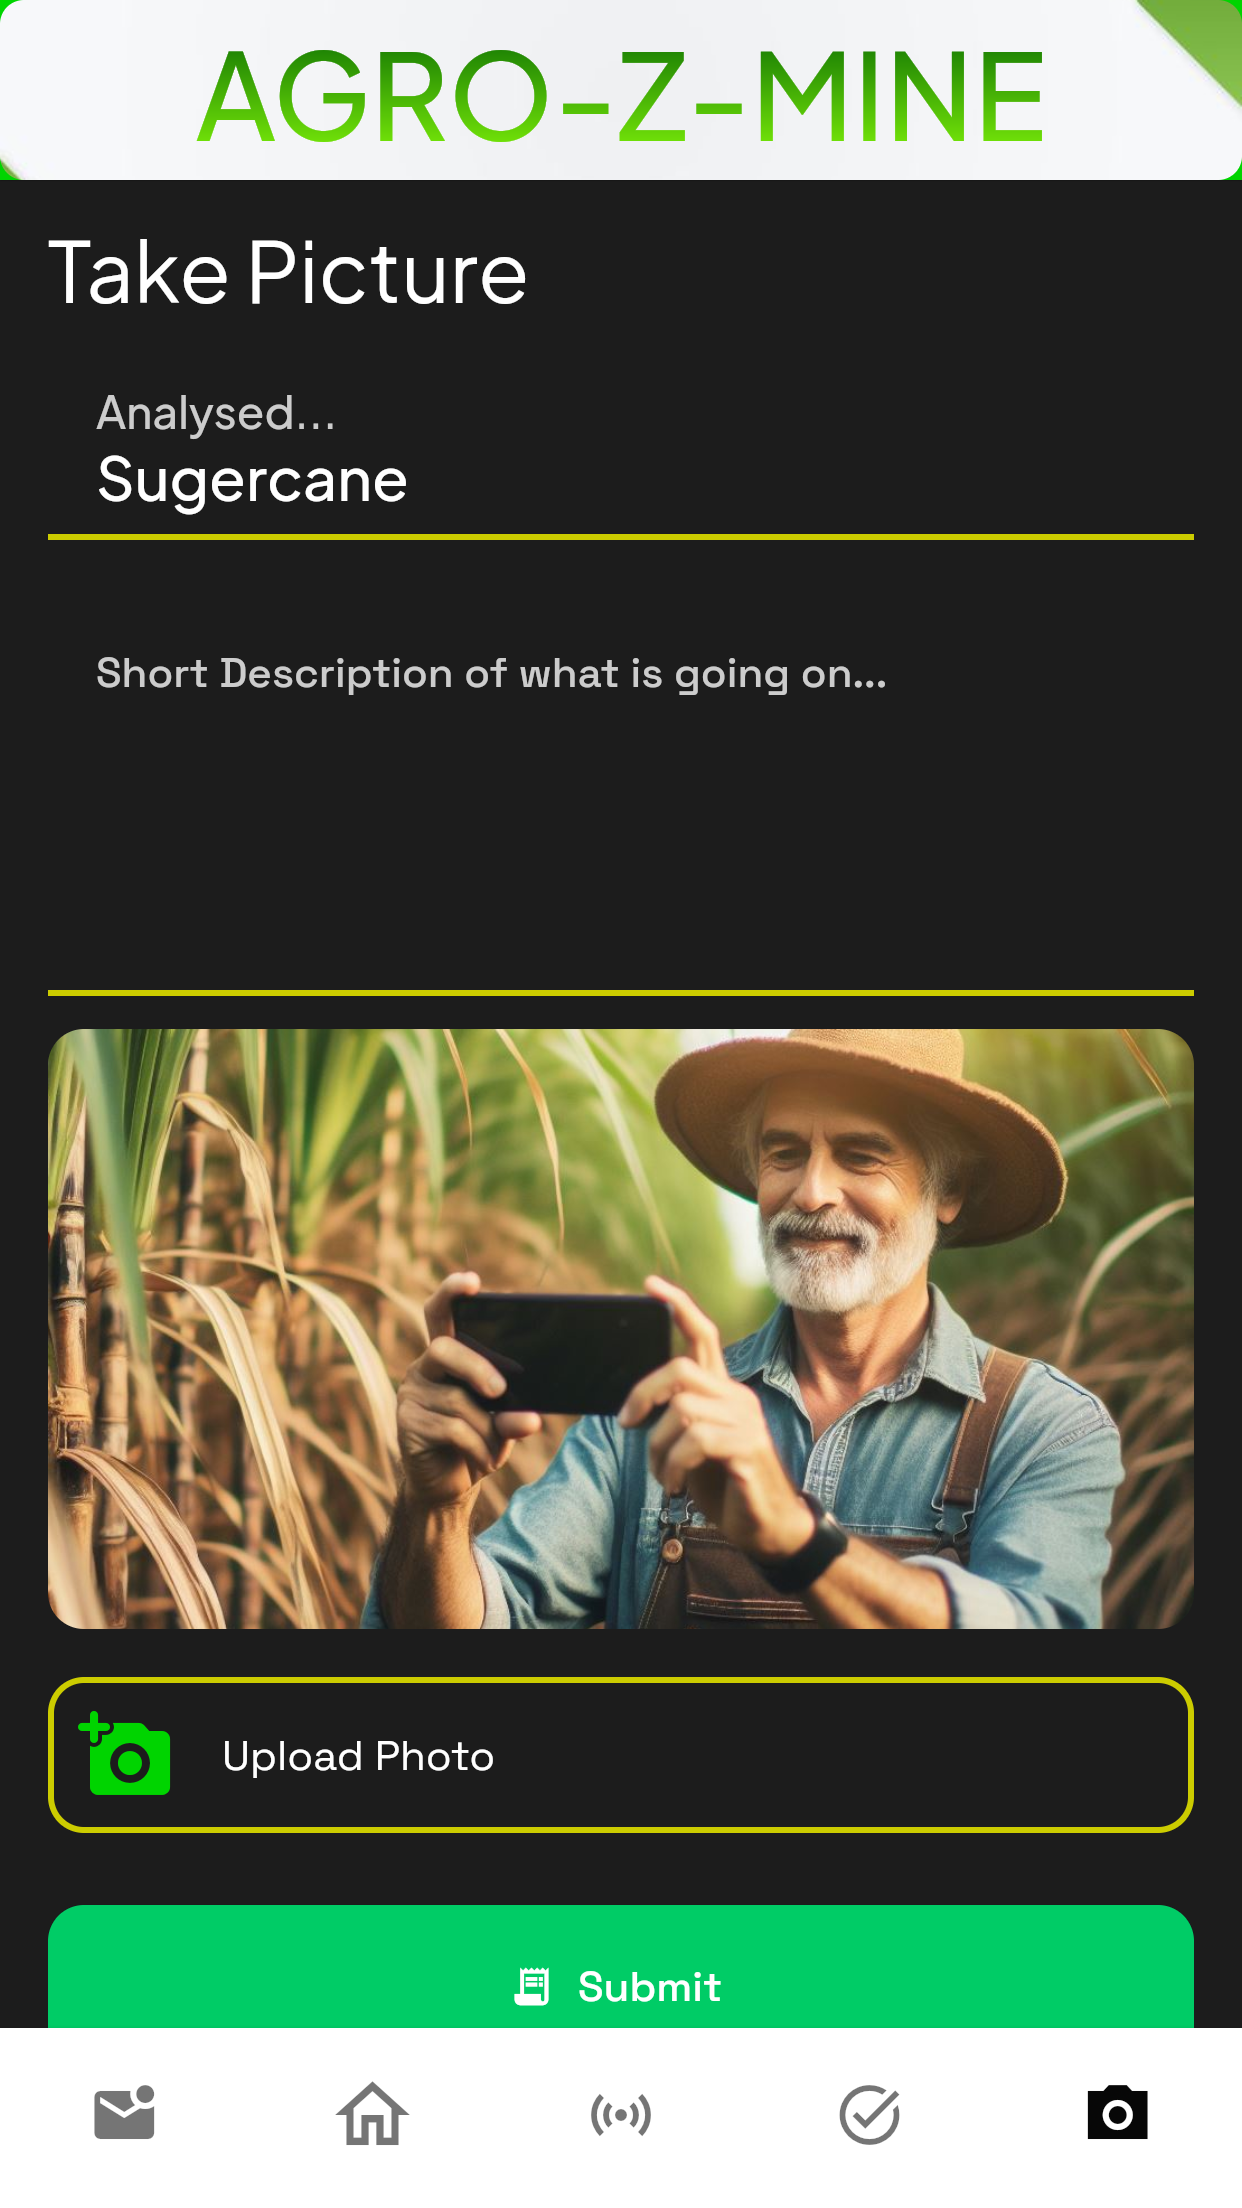 AGRO-Z-MINE
Take Picture
Analysed...
Sugercane
Short Description of what is going on...
Upload Photo
Submit